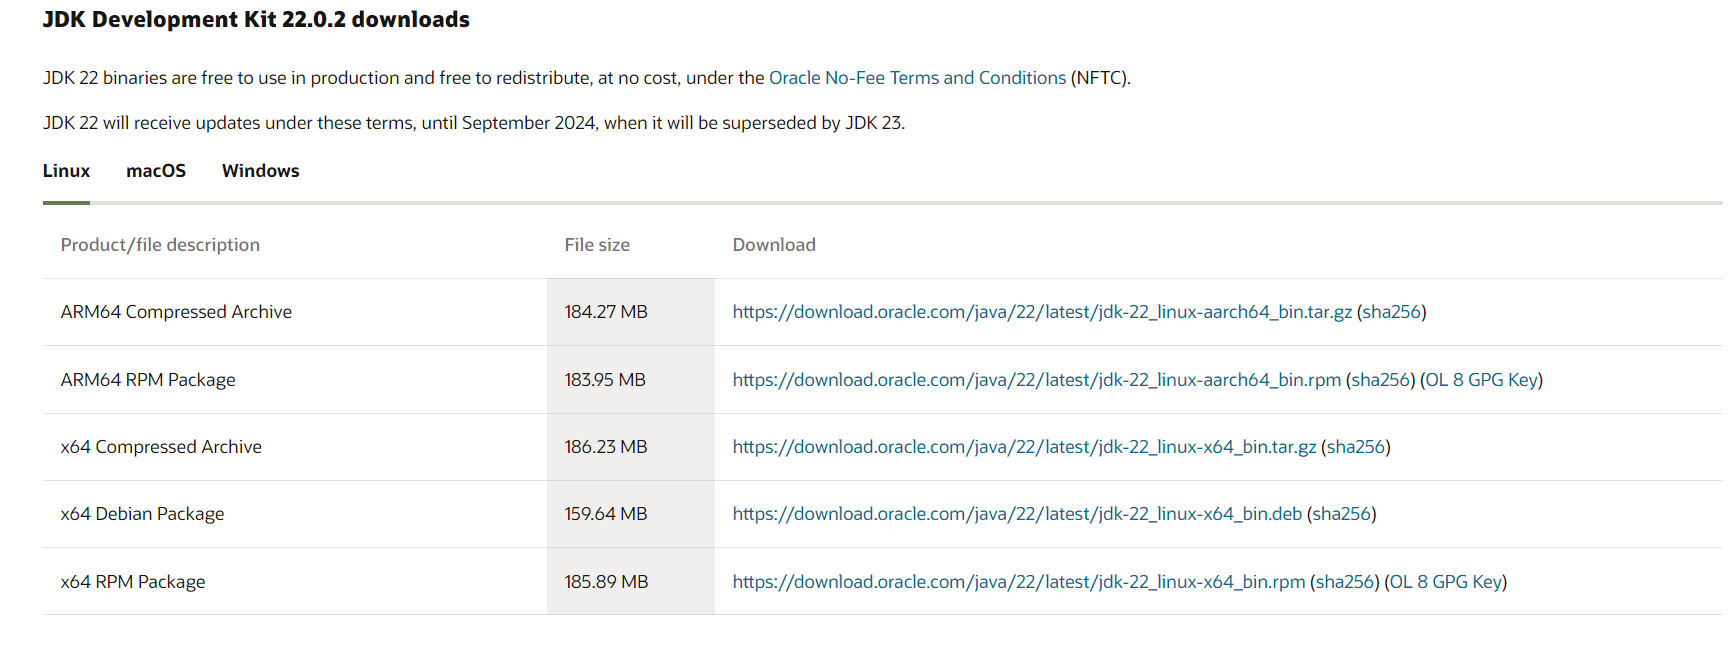 JDK Development Kit 22.0.2 downloads
JDK 22 binaries are free to use in production and free to redistribute, at no cost, under the Oracle No-Fee Terms and Conditions (NFTC).
JDK 22 will receive updates under these terms, until September 2024, when it will be superseded by JDK 23.
Linux macOS Windows
Product/file description File size Download
ARM64 Compressed Archive 184.27 MB https://download.oracle.com/java/22/latest/jdk-22_linux-aarch64_bin.tar.gz (sha256)
ARM64 RPM Package 183.95 MB https://download.oracle.com/java/22/latest/jdk-22_linux-aarch64_bin.rpm (sha256) (OL 8 GPG Key)
x64 Compressed Archive 186.23 MB https://download.oracle.com/java/22/latest/jdk-22_linux-x64_bin.tar.gz (sha256)
x64 Debian Package 159.64 MB https://download.oracle.com/java/22/latest/jdk-22_linux-x64_bin.deb (sha256)
x64 RPM Package 185.89 MB https://download.oracle.com/java/22/latest/jdk-22_linux-x64_bin.rpm (sha256) (OL 8 GPG Key)